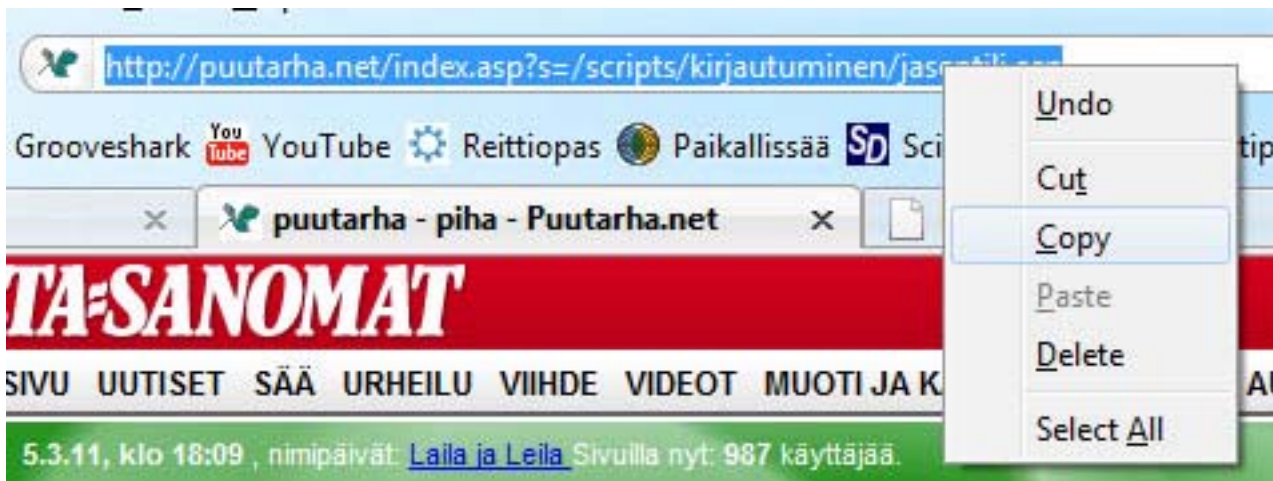 http://puutarha.net/index.asp?s=/scripts/kirjautuminen/
Undo
Grooveshark You Tube YouTube Reittiopas Paikallissää SD Sci
Cut
puutarha - piha - Puutarha.net
Copy
TA-SANOMAT
Paste
Delete
SIVU UUTISET SÄÄ URHEILU VIIHDE VIDEOT MUOTI JA K
Select All
5.3.11, klo 18:09 , nimipäivät: Laila ja Leila Sivuilla nyt: 987 käyttäjää.